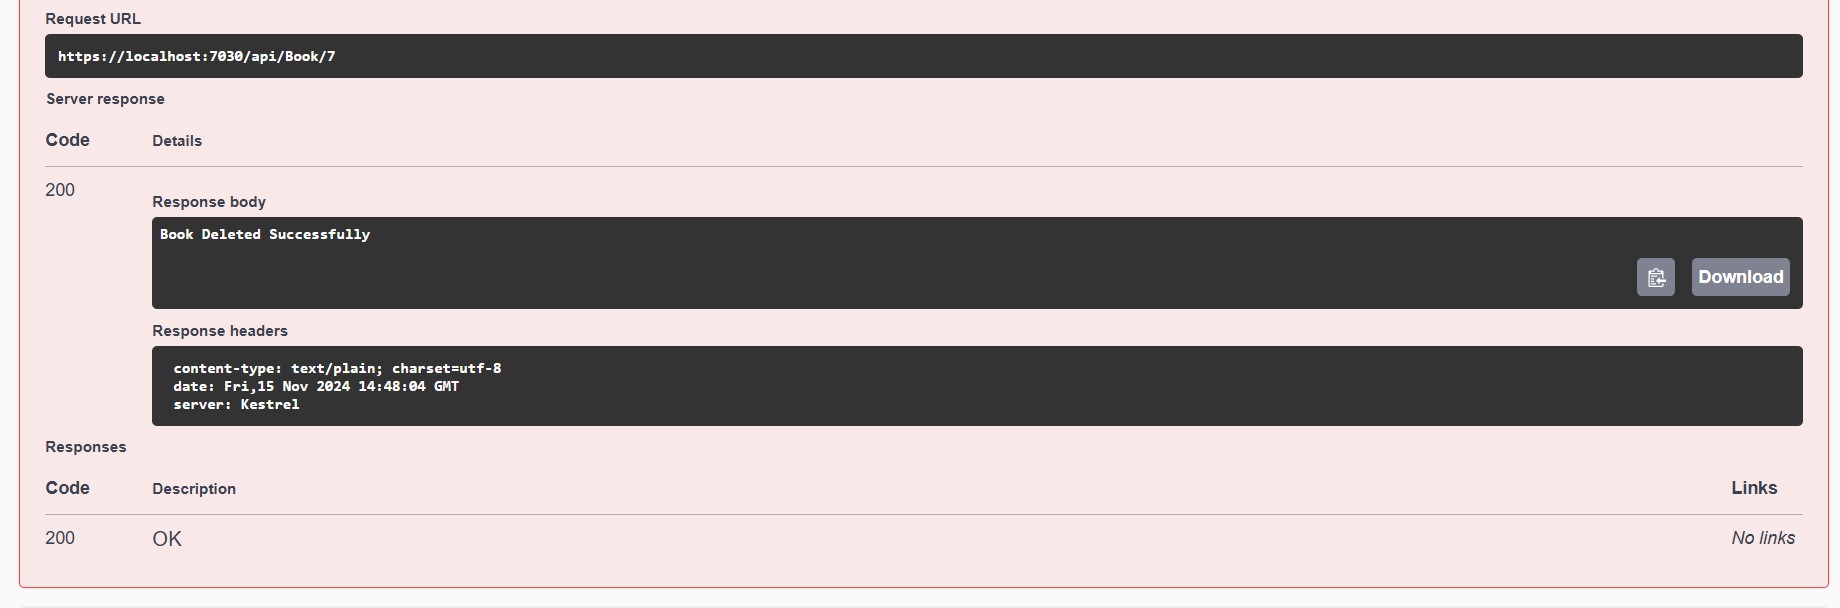 Request URL
https://localhost:7030/api/Book/7
Server response
Code Details
200
Response body
Book Deleted Successfully
Download
Response headers
content-type: text/plain; charset=utf-8
date: Fri,15 Nov 2024 14:48:04 GMT
server: Kestrel
Responses
Code Description Links
200 OK No links